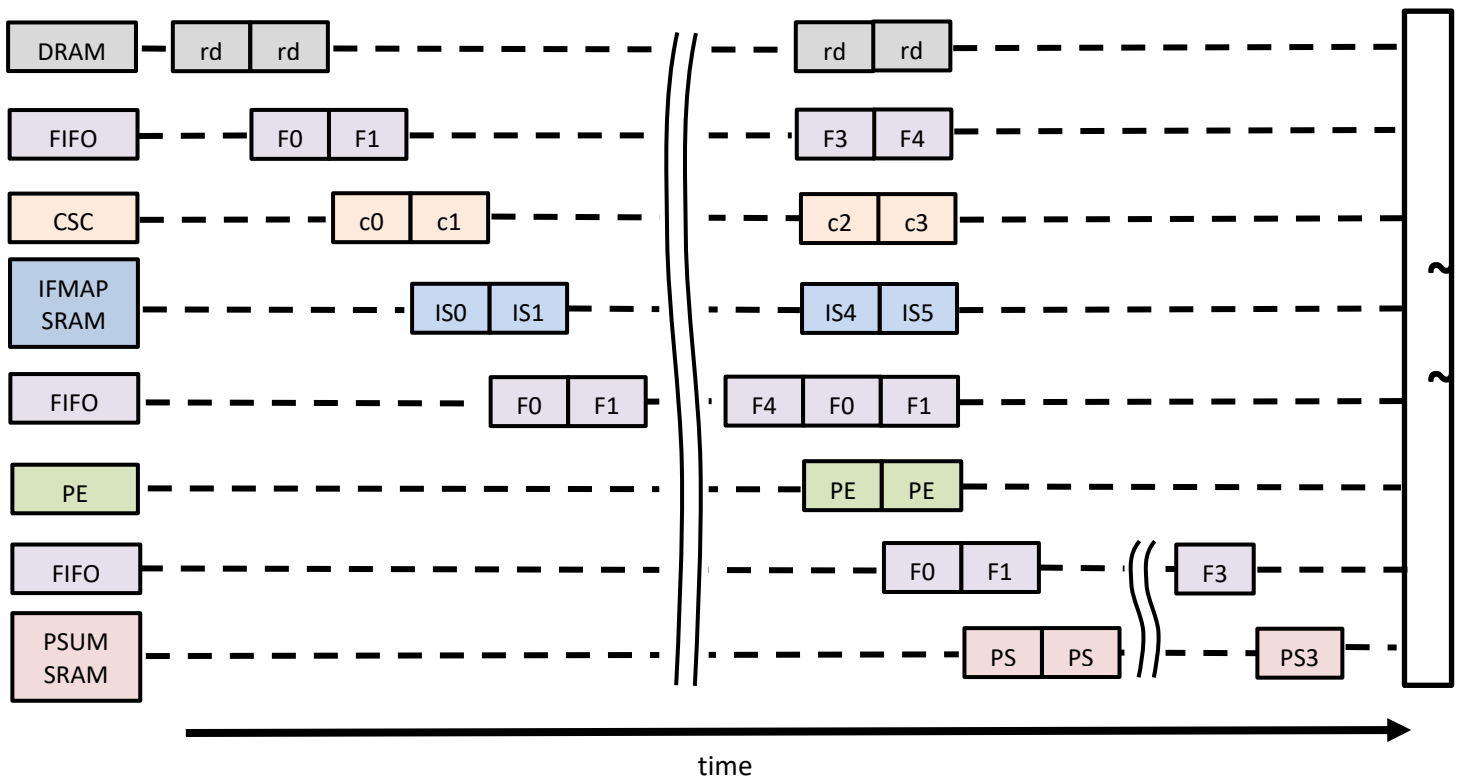 DRAM rd rd rd rd
FIFO F0 F1 F3 F4
CSC c0 c1 c2 c3
IFMAP
SRAM IS0 IS1 IS4 IS5
FIFO F0 F1 F4 F0 F1
PE PE PE
FIFO F0 F1 F3
PSUM
SRAM PS PS PS3
~
~
time